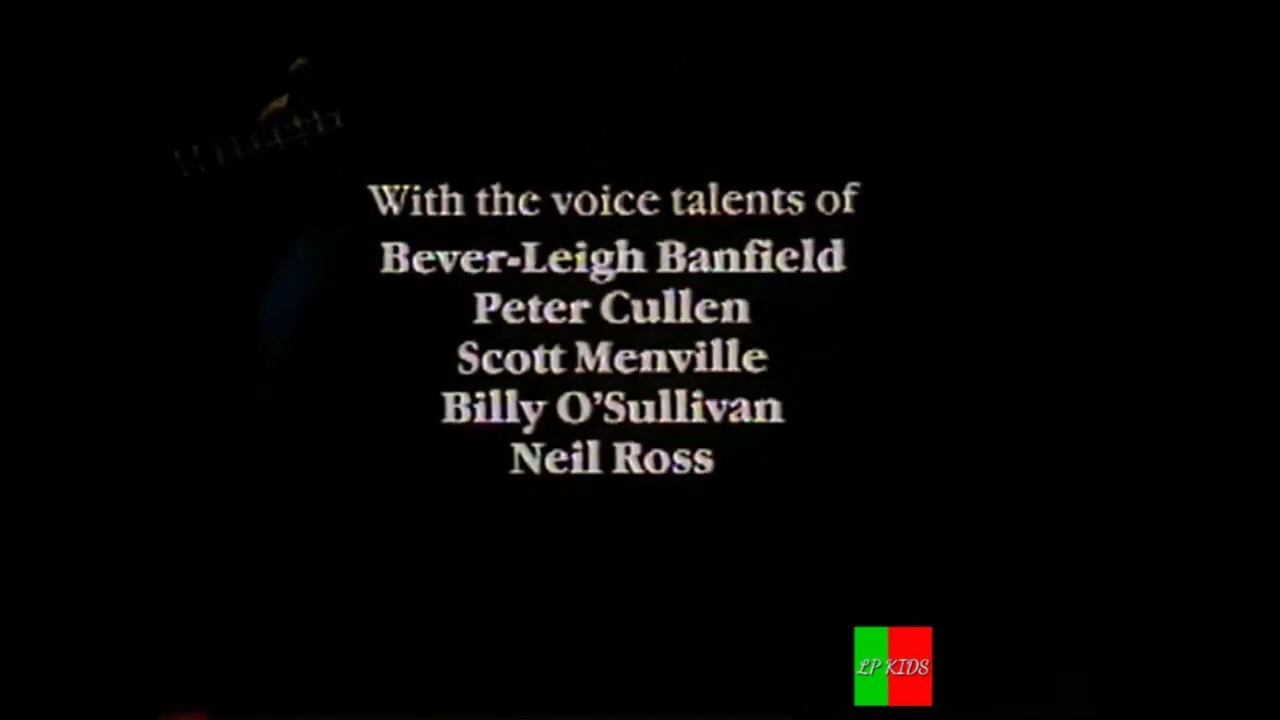 With the voice talents of
Bever-Leigh Banfield
Peter Cullen
Scott Menville
Billy O'Sullivan
Neil Ross
LP KIDS